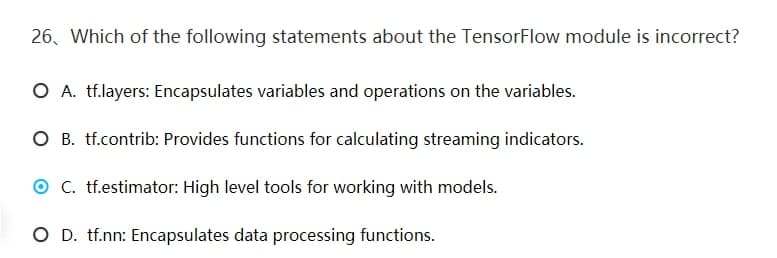 26、Which of the following statements about the TensorFlow module is incorrect?
A. tf.layers: Encapsulates variables and operations on the variables.
B. tf.contrib: Provides functions for calculating streaming indicators.
C. tf.estimator: High level tools for working with models.
D. tf.nn: Encapsulates data processing functions.